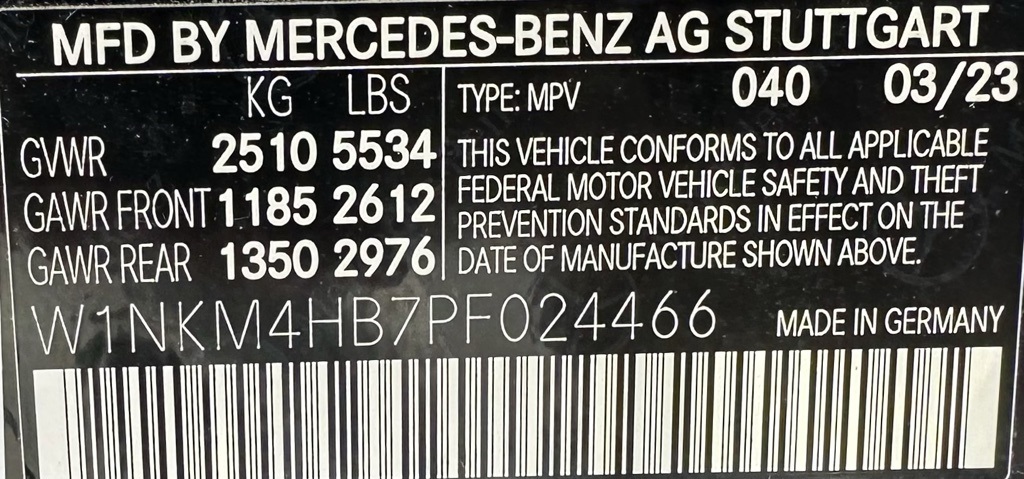 MFD BY MERCEDES-BENZ AG STUTTGART
KG LBS
GVWR 2510 5534
GAWR FRONT 1185 2612
GAWR REAR 1350 2976
TYPE: MPV 040 03/23
THIS VEHICLE CONFORMS TO ALL APPLICABLE
FEDERAL MOTOR VEHICLE SAFETY AND THEFT
PREVENTION STANDARDS IN EFFECT ON THE
DATE OF MANUFACTURE SHOWN ABOVE.
W1NKM4HB7PF024466 MADE IN GERMANY